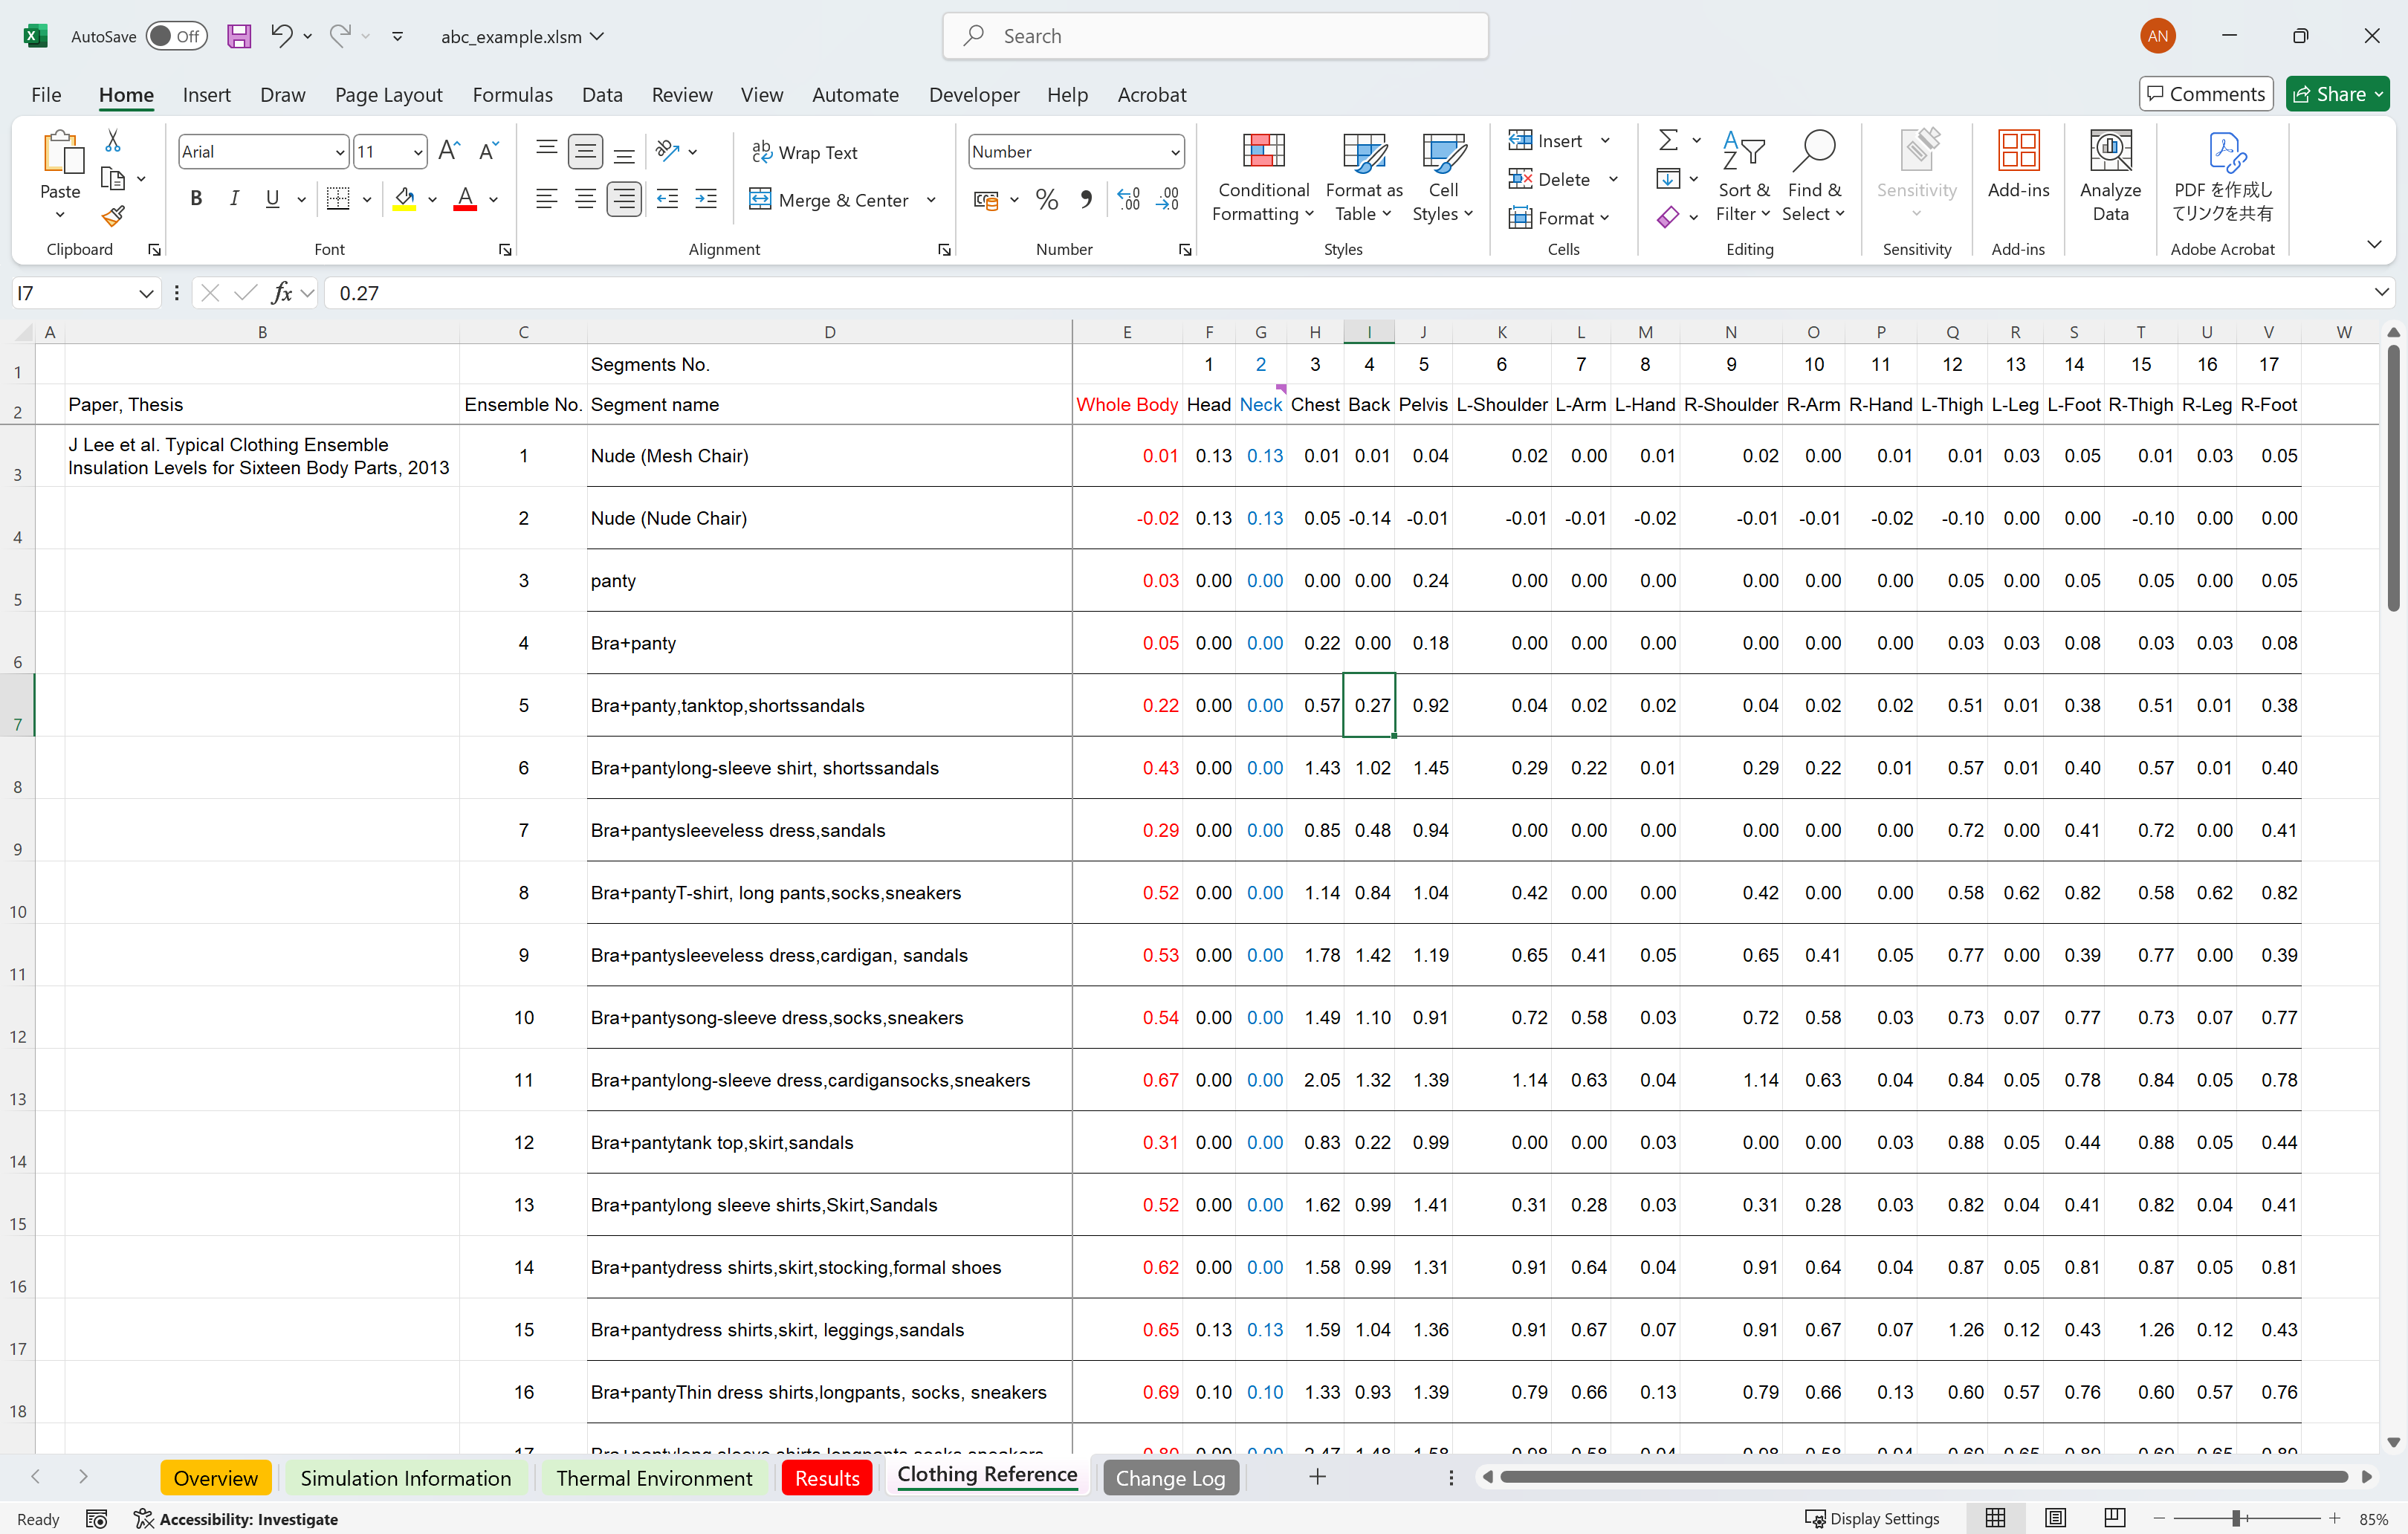 AutoSave Off abc_example.xlsm Search AN
File Home Insert Draw Page Layout Formulas Data Review View Automate Developer Help Acrobat Comments Share
Paste Arial 11 Wrap Text Merge & Center Number Conditional Formatting Format as Table Cell Styles Insert Delete Format Sort & Filter Find & Select Sensitivity Add-ins Analyze Data PDF を作成してリンクを共有
Clipboard Font Alignment Number Styles Cells Editing Sensitivity Add-ins Adobe Acrobat
I7 fx 0.27
A B C D E F G H I J K L M N O P Q R S T U V W
1 Segments No. 1 2 3 4 5 6 7 8 9 10 11 12 13 14 15 16 17
2 Paper, Thesis Ensemble No. Segment name Whole Body Head Neck Chest Back Pelvis L-Shoulder L-Arm L-Hand R-Shoulder R-Arm R-Hand L-Thigh L-Leg L-Foot R-Thigh R-Leg R-Foot
3 J Lee et al. Typical Clothing Ensemble Insulation Levels for Sixteen Body Parts, 2013 1 Nude (Mesh Chair) 0.01 0.13 0.13 0.01 0.01 0.04 0.02 0.00 0.01 0.02 0.00 0.01 0.01 0.03 0.05 0.01 0.03 0.05
4 2 Nude (Nude Chair) -0.02 0.13 0.13 0.05 -0.14 -0.01 -0.01 -0.01 -0.02 -0.01 -0.01 -0.02 -0.10 0.00 0.00 -0.10 0.00 0.00
5 3 panty 0.03 0.00 0.00 0.00 0.00 0.24 0.00 0.00 0.00 0.00 0.00 0.00 0.05 0.00 0.05 0.05 0.00 0.05
6 4 Bra+panty 0.05 0.00 0.00 0.22 0.00 0.18 0.00 0.00 0.00 0.00 0.00 0.00 0.03 0.03 0.08 0.03 0.03 0.08
7 5 Bra+panty,tanktop,shortssandals 0.22 0.00 0.00 0.57 0.27 0.92 0.04 0.02 0.02 0.04 0.02 0.02 0.51 0.01 0.38 0.51 0.01 0.38
8 6 Bra+pantylong-sleeve shirt, shortssandals 0.43 0.00 0.00 1.43 1.02 1.45 0.29 0.22 0.01 0.29 0.22 0.01 0.57 0.01 0.40 0.57 0.01 0.40
9 7 Bra+pantysleeveless dress,sandals 0.29 0.00 0.00 0.85 0.48 0.94 0.00 0.00 0.00 0.00 0.00 0.00 0.72 0.00 0.41 0.72 0.00 0.41
10 8 Bra+pantyT-shirt, long pants,socks,sneakers 0.52 0.00 0.00 1.14 0.84 1.04 0.42 0.00 0.00 0.42 0.00 0.00 0.58 0.62 0.82 0.58 0.62 0.82
11 9 Bra+pantysleeveless dress,cardigan, sandals 0.53 0.00 0.00 1.78 1.42 1.19 0.65 0.41 0.05 0.65 0.41 0.05 0.77 0.00 0.39 0.77 0.00 0.39
12 10 Bra+pantysong-sleeve dress,socks,sneakers 0.54 0.00 0.00 1.49 1.10 0.91 0.72 0.58 0.03 0.72 0.58 0.03 0.73 0.07 0.77 0.73 0.07 0.77
13 11 Bra+pantylong-sleeve dress,cardigansocks,sneakers 0.67 0.00 0.00 2.05 1.32 1.39 1.14 0.63 0.04 1.14 0.63 0.04 0.84 0.05 0.78 0.84 0.05 0.78
14 12 Bra+pantytank top,skirt,sandals 0.31 0.00 0.00 0.83 0.22 0.99 0.00 0.00 0.03 0.00 0.00 0.03 0.88 0.05 0.44 0.88 0.05 0.44
15 13 Bra+pantylong sleeve shirts,Skirt,Sandals 0.52 0.00 0.00 1.62 0.99 1.41 0.31 0.28 0.03 0.31 0.28 0.03 0.82 0.04 0.41 0.82 0.04 0.41
16 14 Bra+pantydress shirts,skirt,stocking,formal shoes 0.62 0.00 0.00 1.58 0.99 1.31 0.91 0.64 0.04 0.91 0.64 0.04 0.87 0.05 0.81 0.87 0.05 0.81
17 15 Bra+pantydress shirts,skirt, leggings,sandals 0.65 0.13 0.13 1.59 1.04 1.36 0.91 0.67 0.07 0.91 0.67 0.07 1.26 0.12 0.43 1.26 0.12 0.43
18 16 Bra+pantyThin dress shirts,longpants, socks, sneakers 0.69 0.10 0.10 1.33 0.93 1.39 0.79 0.66 0.13 0.79 0.66 0.13 0.60 0.57 0.76 0.60 0.57 0.76
Overview Simulation Information Thermal Environment Results Clothing Reference Change Log
Ready Accessibility: Investigate Display Settings 85%